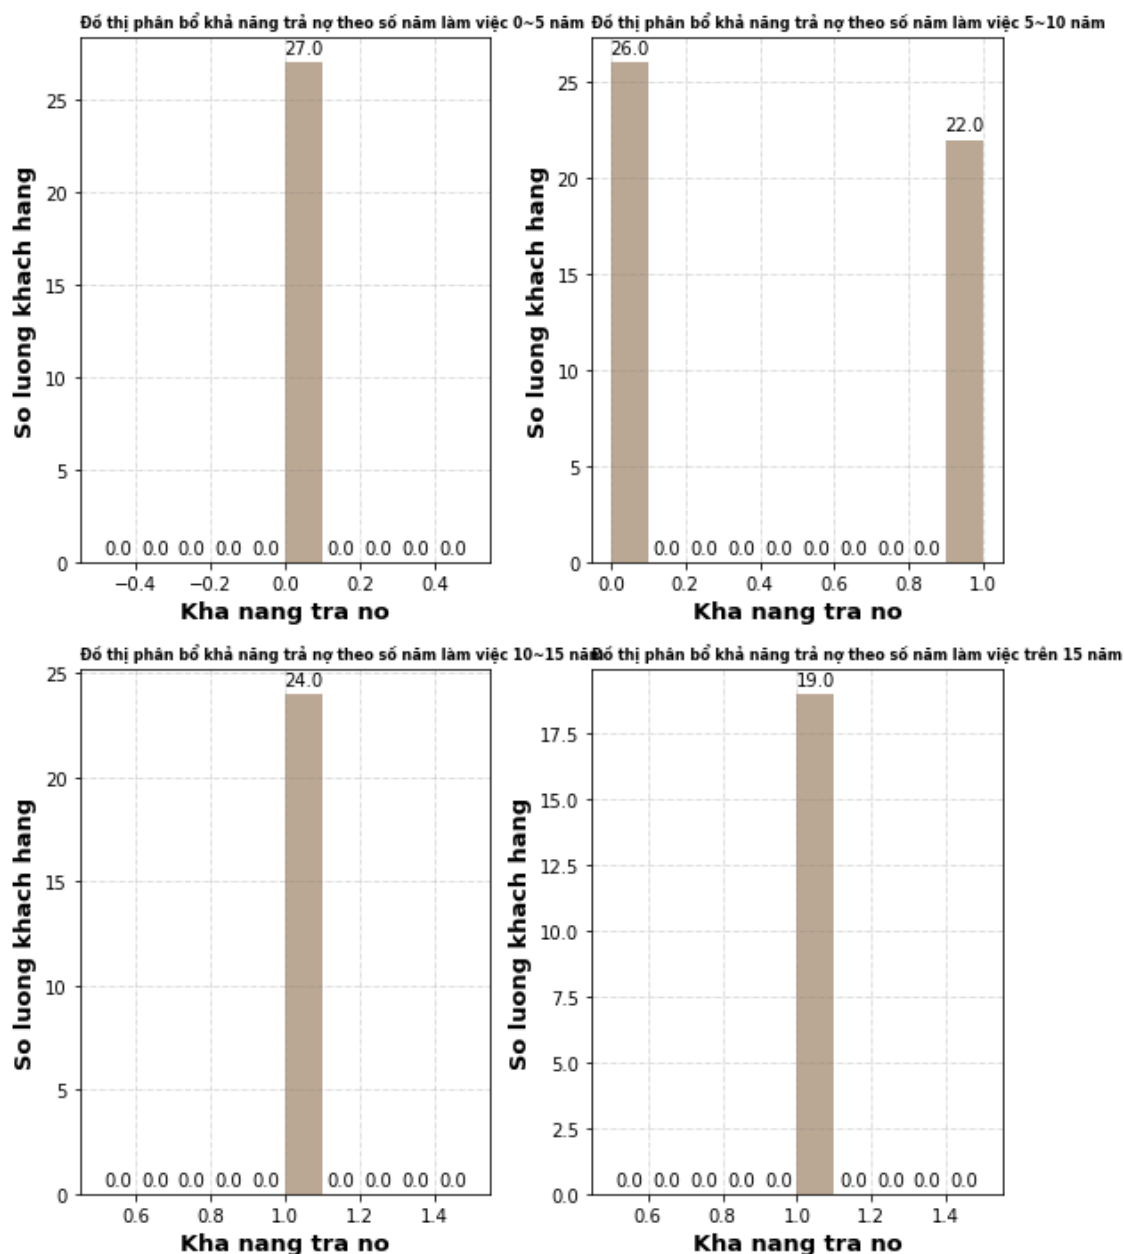 Đồ thị phân bổ khả năng trả nợ theo số năm làm việc 0~5 năm
27.0
25
20
15
10
5
0
So luong khach hang
0.0 0.0 0.0 0.0 0.0 0.0 0.0 0.0 0.0
−0.4 −0.2 0.0 0.2 0.4
Kha nang tra no
Đồ thị phân bổ khả năng trả nợ theo số năm làm việc 5~10 năm
26.0
22.0
25
20
15
10
5
0
So luong khach hang
0.0 0.0 0.0 0.0 0.0 0.0 0.0 0.0
0.0 0.2 0.4 0.6 0.8 1.0
Kha nang tra no
Đồ thị phân bổ khả năng trả nợ theo số năm làm việc 10~15 năm
24.0
25
20
15
10
5
0
So luong khach hang
0.0 0.0 0.0 0.0 0.0 0.0 0.0 0.0 0.0
0.6 0.8 1.0 1.2 1.4
Kha nang tra no
Đồ thị phân bổ khả năng trả nợ theo số năm làm việc trên 15 năm
19.0
17.5
15.0
12.5
10.0
7.5
5.0
2.5
0.0
So luong khach hang
0.0 0.0 0.0 0.0 0.0 0.0 0.0 0.0 0.0
0.6 0.8 1.0 1.2 1.4
Kha nang tra no